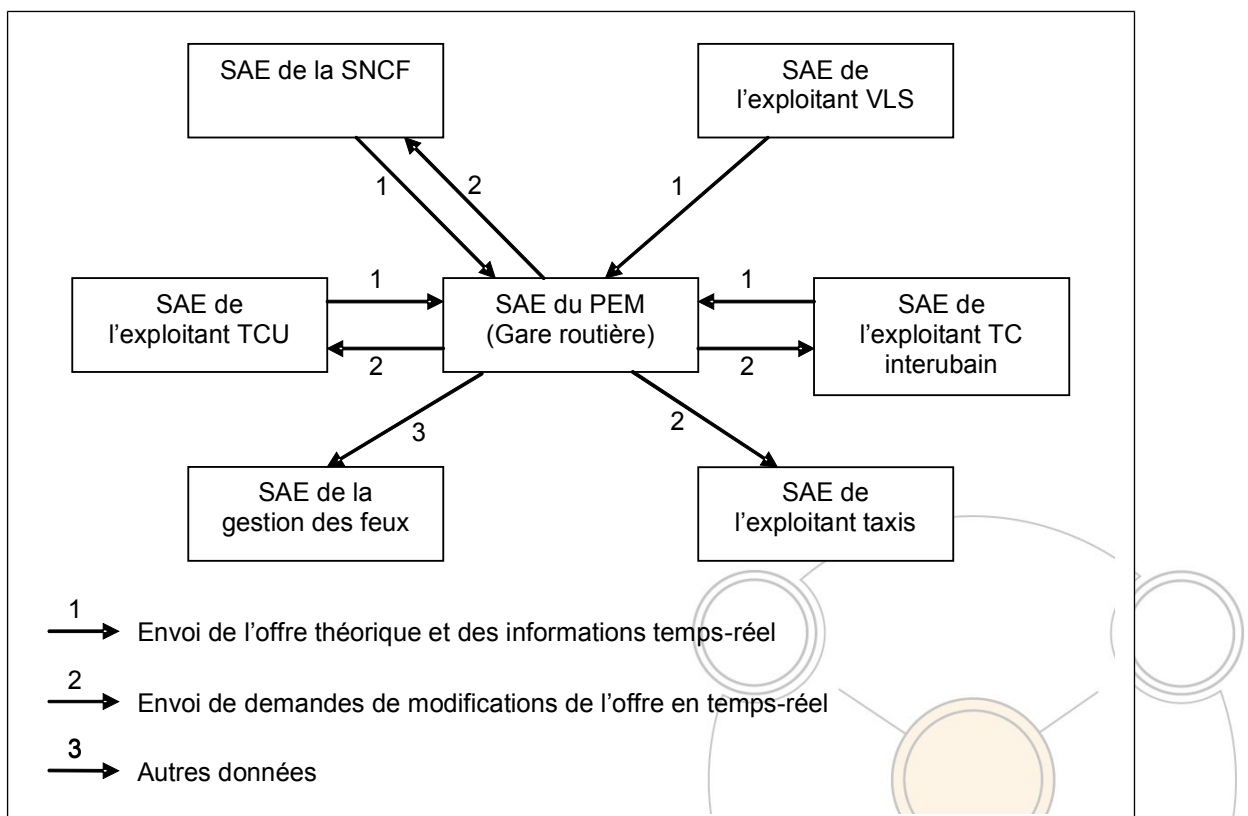 SAE de la SNCF
SAE de
l'exploitant VLS
1
2
1
SAE de
l'exploitant TCU
1
2
SAE du PEM
(Gare routière)
1
2
SAE de
l'exploitant TC
interubain
3
2
SAE de la
gestion des feux
SAE de
l'exploitant taxis
1
Envoi de l'offre théorique et des informations temps-réel
2
Envoi de demandes de modifications de l'offre en temps-réel
3
Autres données